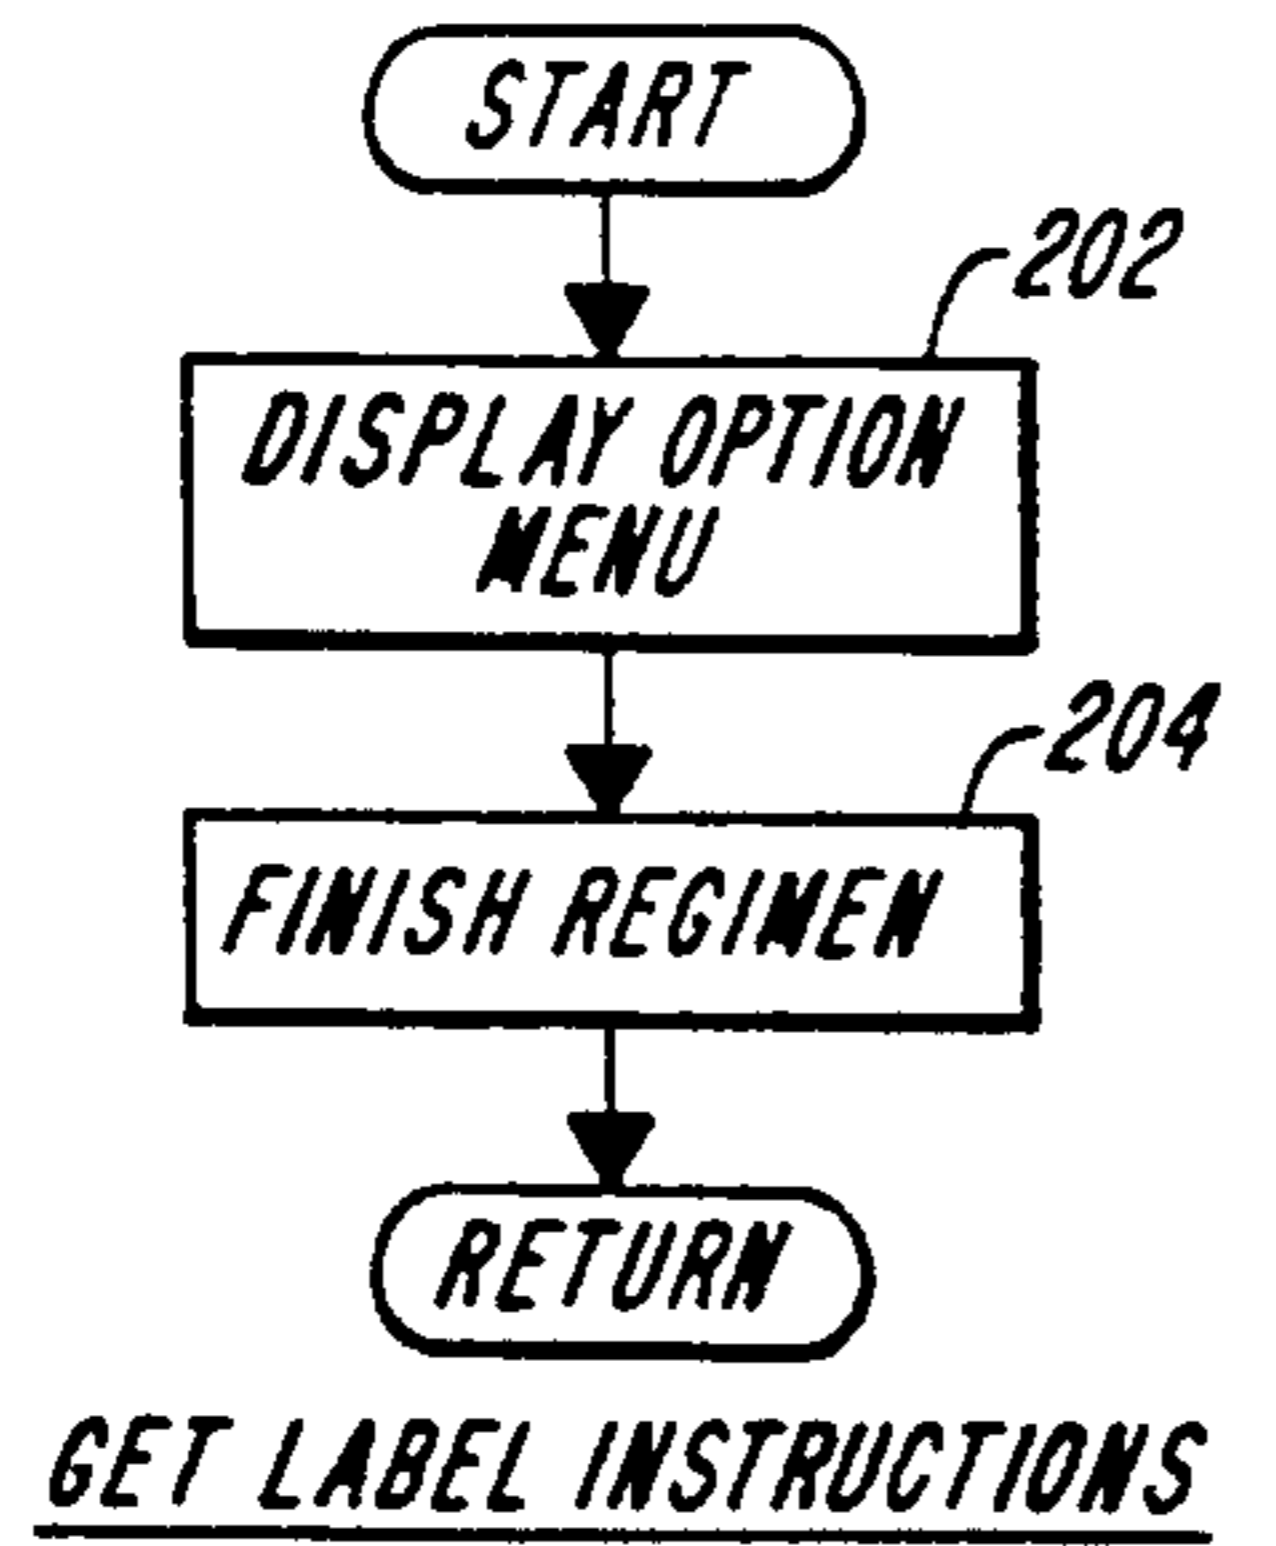 START
202
DISPLAY OPTION
MENU
204
FINISH REGIMEN
RETURN
GET LABEL INSTRUCTIONS